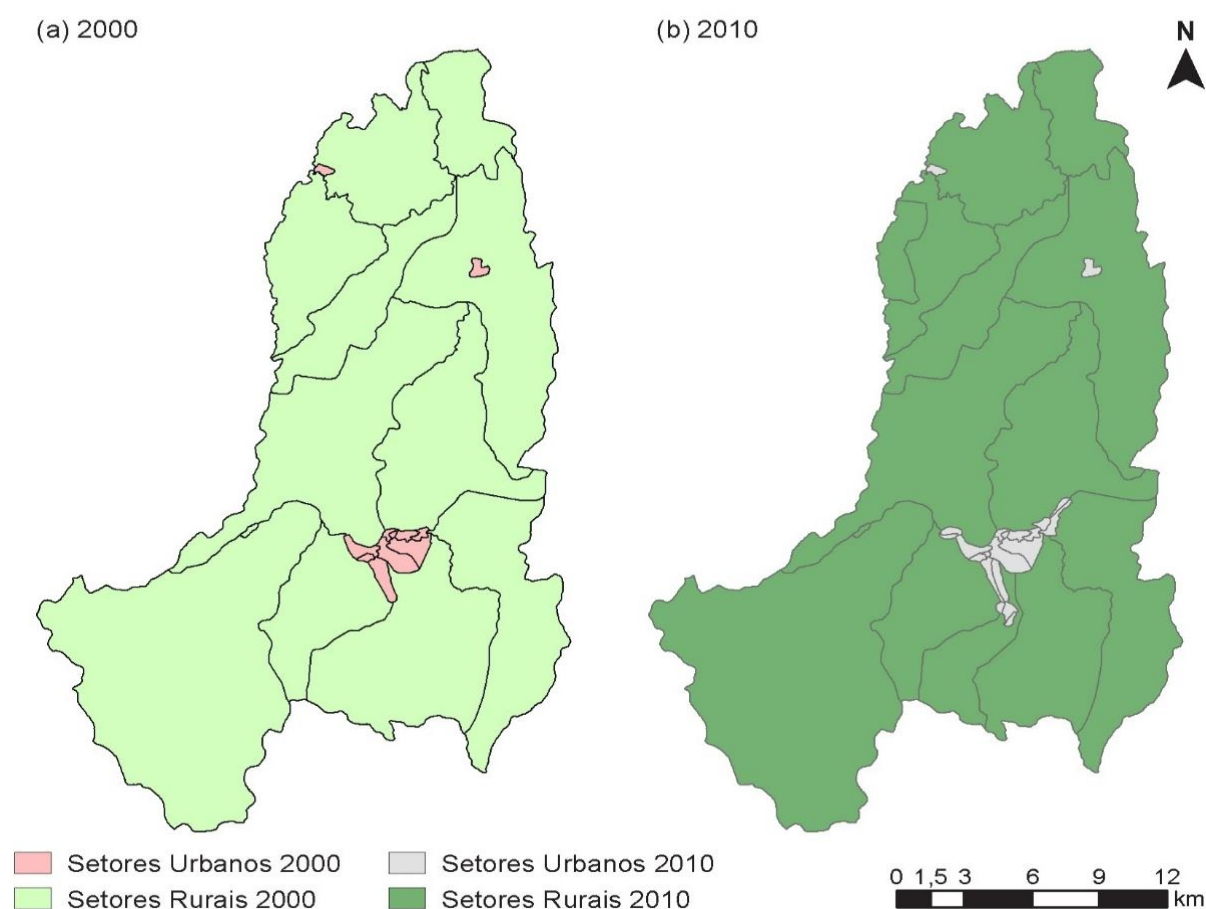 (a) 2000
(b) 2010
N
Setores Urbanos 2000
Setores Rurais 2000
Setores Urbanos 2010
Setores Rurais 2010
0 1,5 3 6 9 12
km